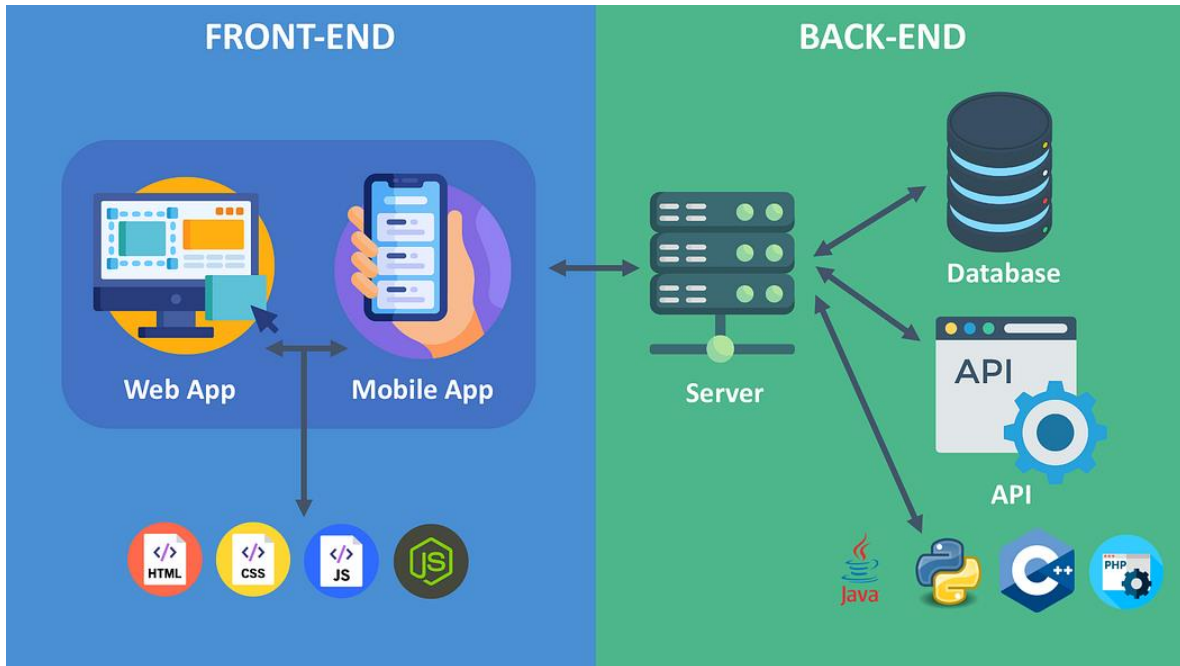 FRONT-END
BACK-END
Web App
Mobile App
Server
Database
API
API
HTML
CSS
JS
JS
Java
C++
PHP